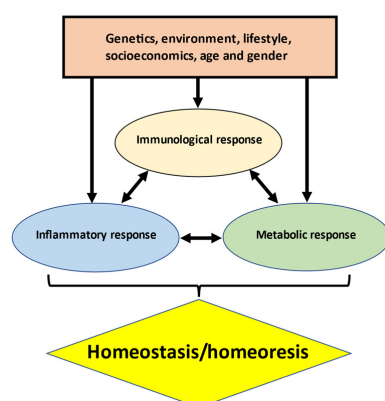 Genetics, environment, lifestyle,
socioeconomics, age and gender
Immunological response
Inflammatory response
Metabolic response
Homeostasis/homeoresis